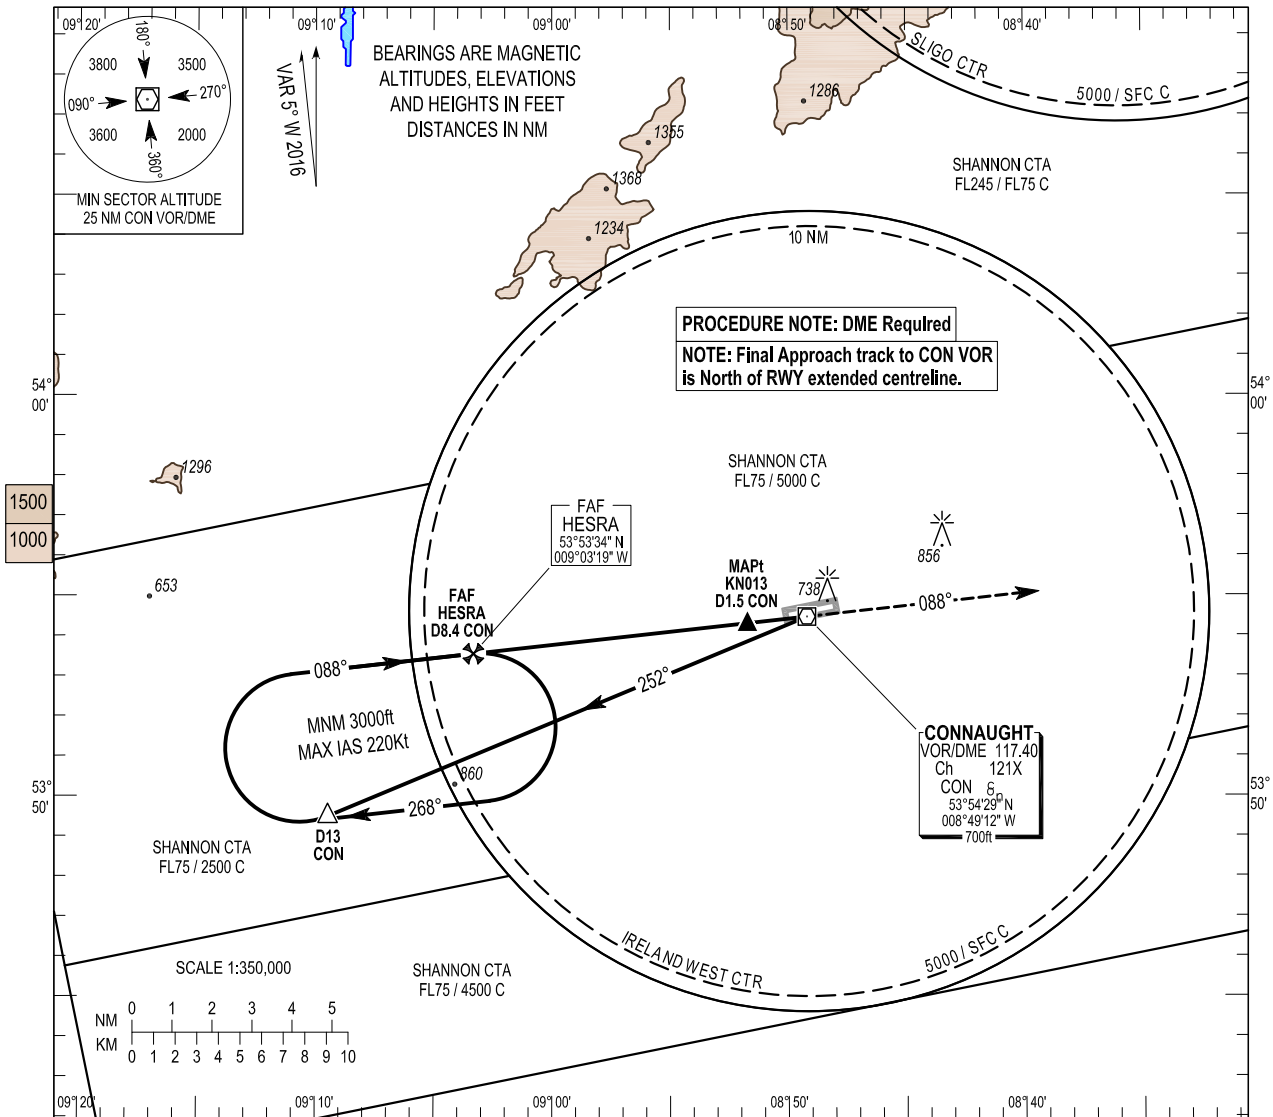 09°20'
09°10'
09°00'
08°50'
08°40'
180°
3800
3500
090°
270°
3600
2000
360°
MIN SECTOR ALTITUDE
25 NM CON VOR/DME
VAR 5° W 2016
BEARINGS ARE MAGNETIC
ALTITUDES, ELEVATIONS
AND HEIGHTS IN FEET
DISTANCES IN NM
1286
1355
1368
1234
SLIGO CTR
5000 / SFC C
SHANNON CTA
FL245 / FL75 C
10 NM
PROCEDURE NOTE: DME Required
NOTE: Final Approach track to CON VOR
is North of RWY extended centreline.
54°
00'
54°
00'
1296
1500
1000
653
SHANNON CTA
FL75 / 5000 C
FAF
HESRA
53°53'34" N
009°03'19" W
856
738
MAPt
KN013
D1.5 CON
FAF
HESRA
D8.4 CON
088°
088°
252°
MNM 3000ft
MAX IAS 220Kt
860
268°
D13
CON
CONNAUGHT
VOR/DME 117.40
Ch 121X
CON
53°54'29" N
008°49'12" W
700ft
53°
50'
53°
50'
SHANNON CTA
FL75 / 2500 C
SCALE 1:350,000
SHANNON CTA
FL75 / 4500 C
IRELAND WEST CTR
5000 / SFC C
NM
0 1 2 3 4 5
KM
0 1 2 3 4 5 6 7 8 9 10
09°20'
09°10'
09°00'
08°50'
08°40'